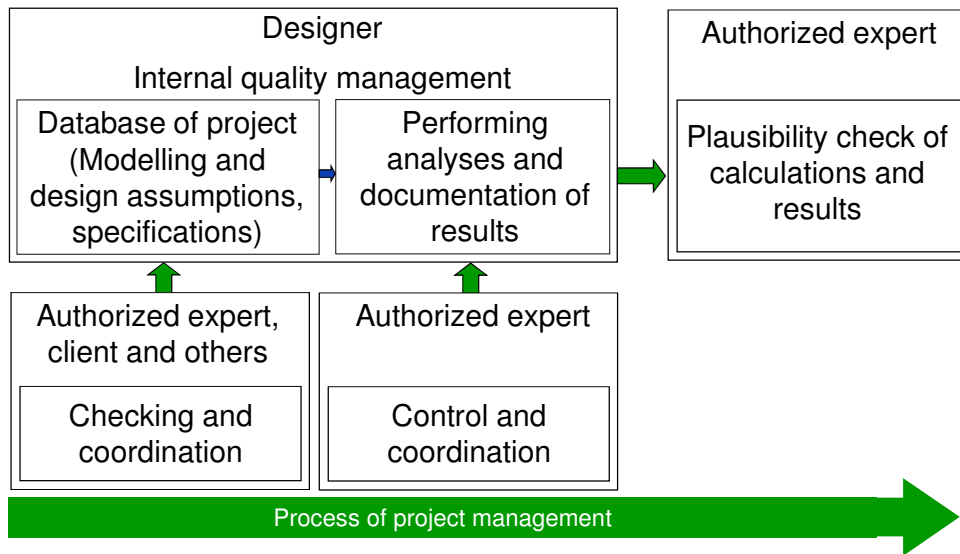 Designer
Internal quality management
Database of project
(Modelling and
design assumptions,
specifications)
Performing
analyses and
documentation of
results
Authorized expert
Plausibility check of
calculations and
results
Authorized expert,
client and others
Checking and
coordination
Authorized expert
Control and
coordination
Process of project management